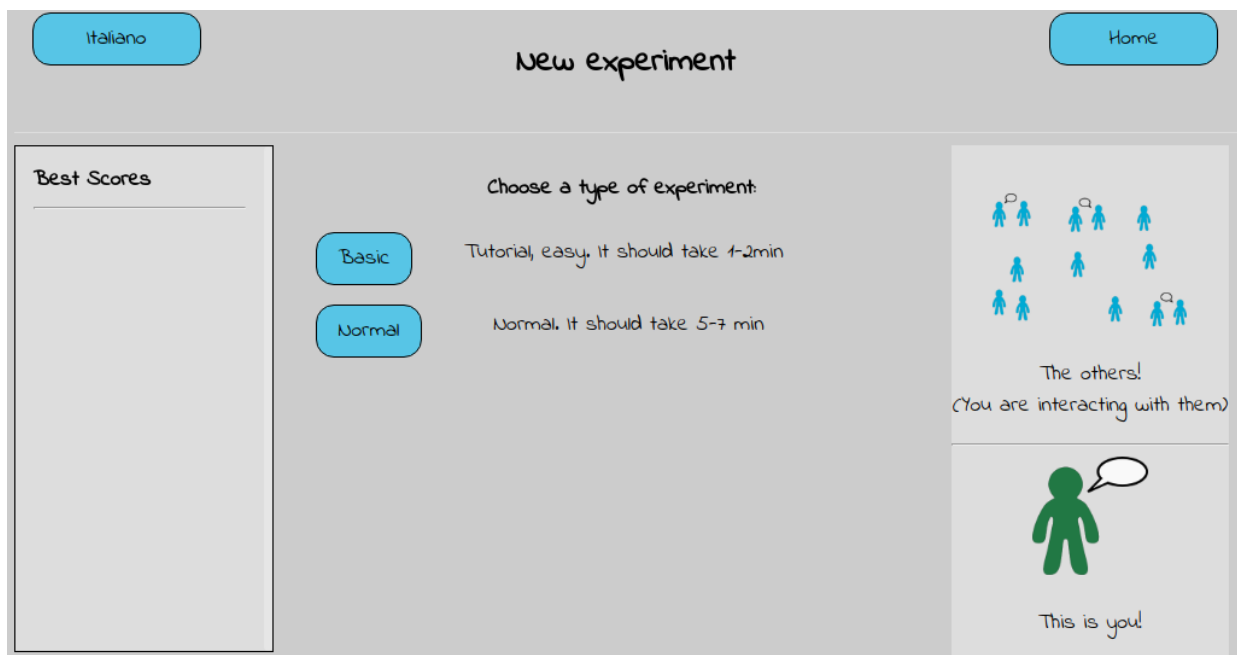 Italiano
New experiment
Home
Best Scores
Choose a type of experiment:
Basic
Tutorial, easy. It should take 1-2min
Normal
Normal. It should take 5-7 min
The others!
(You are interacting with them)
This is you!